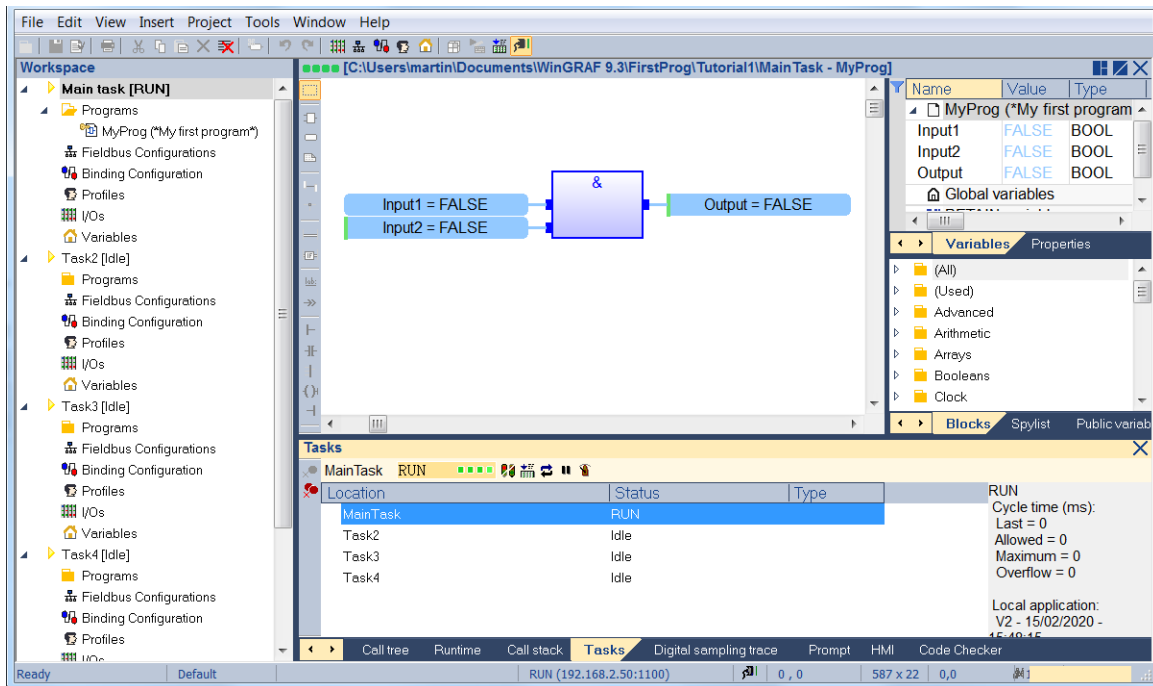 File Edit View Insert Project Tools Window Help
Workspace
Main task [RUN]
Programs
MyProg (*My first program*)
Fieldbus Configurations
Binding Configuration
Profiles
I/Os
Variables
Task2 [Idle]
Programs
Fieldbus Configurations
Binding Configuration
Profiles
I/Os
Variables
Task3 [Idle]
Programs
Fieldbus Configurations
Binding Configuration
Profiles
I/Os
Variables
Task4 [Idle]
Programs
Fieldbus Configurations
Binding Configuration
Profiles
I/Os
[C:\Users\martin\Documents\WinGRAF 9.3\FirstProg\Tutorial1\MainTask - MyProg]
&
Input1 = FALSE
Output = FALSE
Input2 = FALSE
Name Value Type
MyProg (*My first program
Input1 FALSE BOOL
Input2 FALSE BOOL
Output FALSE BOOL
Global variables
Variables Properties
(All)
(Used)
Advanced
Arithmetic
Arrays
Booleans
Clock
Blocks Spylist Public variab
Tasks
MainTask RUN
Location Status Type
MainTask RUN
Task2 Idle
Task3 Idle
Task4 Idle
RUN
Cycle time (ms):
Last = 0
Allowed = 0
Maximum = 0
Overflow = 0
Local application:
V2 - 15/02/2020 -
Call tree Runtime Call stack Tasks Digital sampling trace Prompt HMI Code Checker
Ready Default RUN (192.168.2.50:1100) 0 , 0 587 x 22 0,0